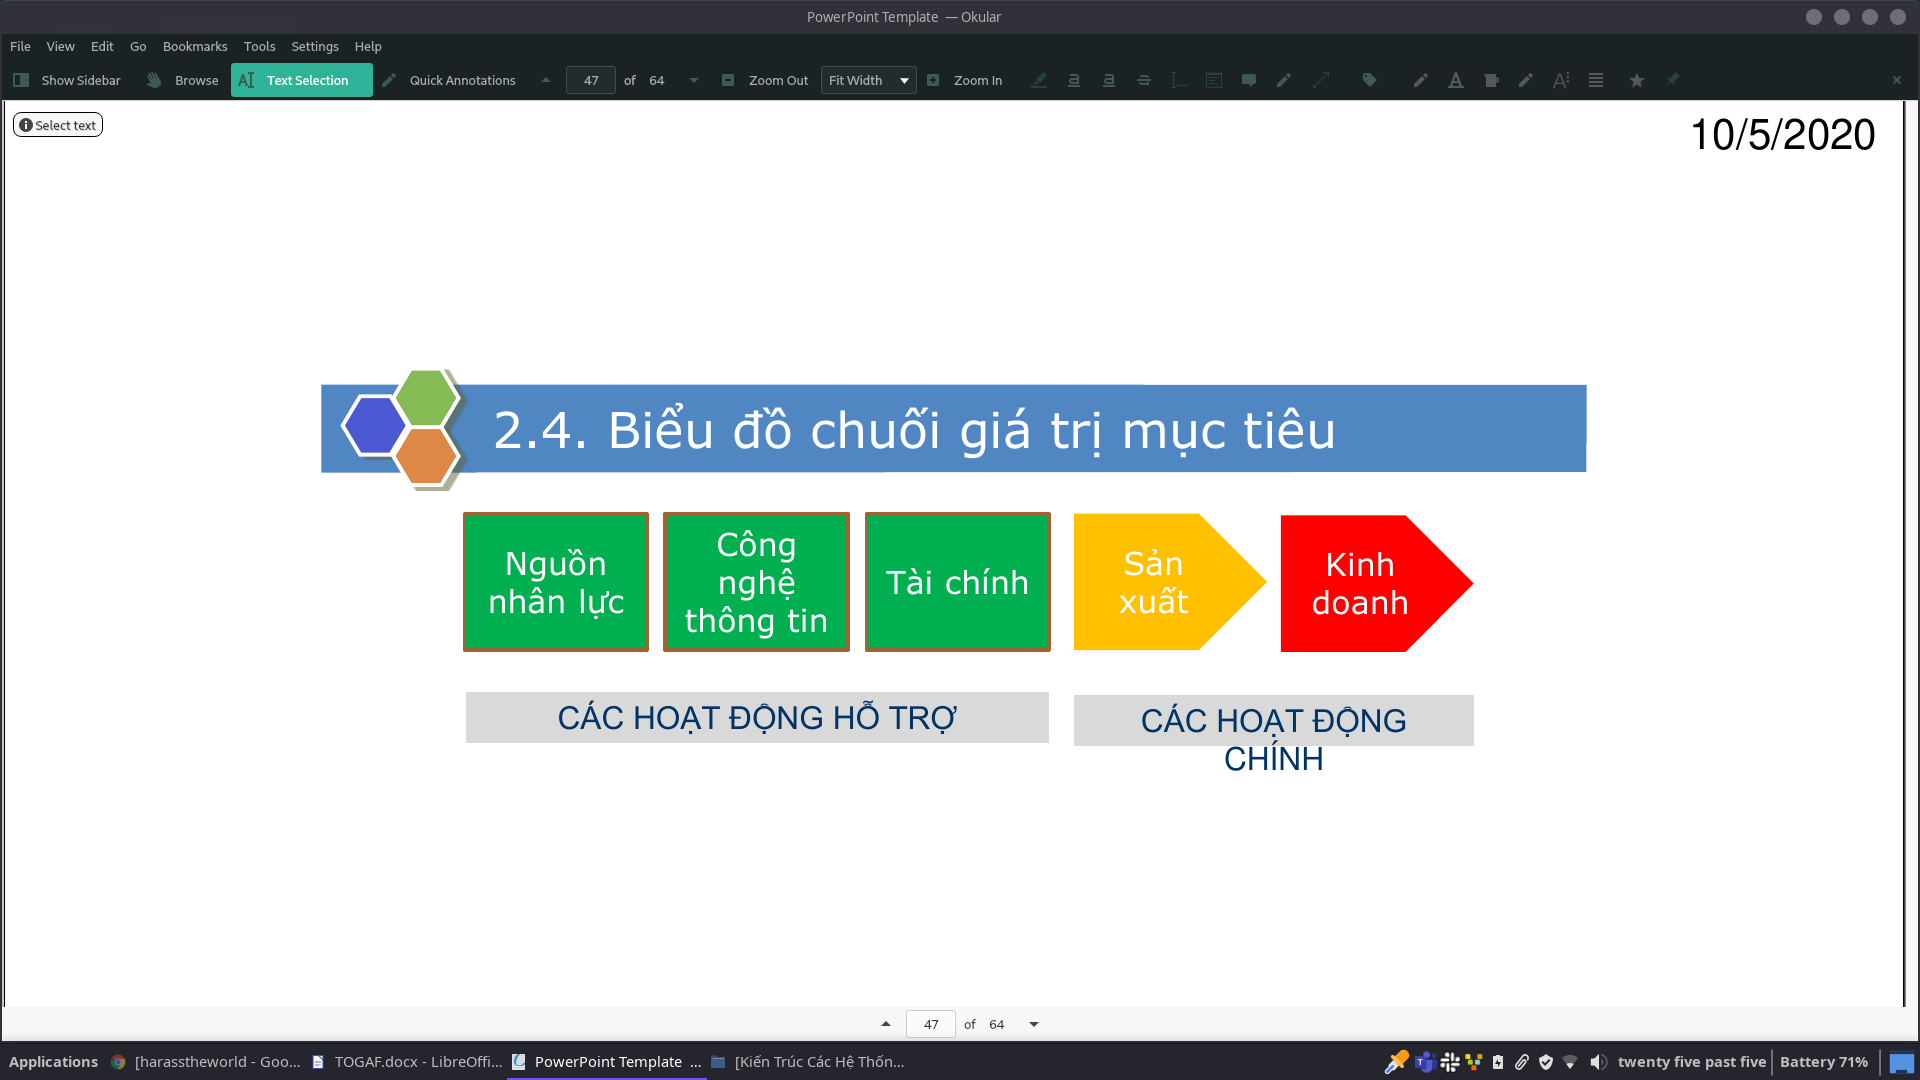 PowerPoint Template — Okular
File View Edit Go Bookmarks Tools Settings Help
Show Sidebar Browse Text Selection Quick Annotations 47 of 64 Zoom Out Fit Width Zoom In
Select text
10/5/2020
2.4. Biểu đồ chuỗi giá trị mục tiêu
Nguồn
nhân lực
Công
nghệ
thông tin
Tài chính
Sản
xuất
Kinh
doanh
CÁC HOẠT ĐỘNG HỖ TRỢ
CÁC HOẠT ĐỘNG
CHÍNH
47 of 64
Applications [harasstheworld - Goo... TOGAF.docx - LibreOffi... PowerPoint Template ... [Kiến Trúc Các Hệ Thốn... twenty five past five Battery 71%